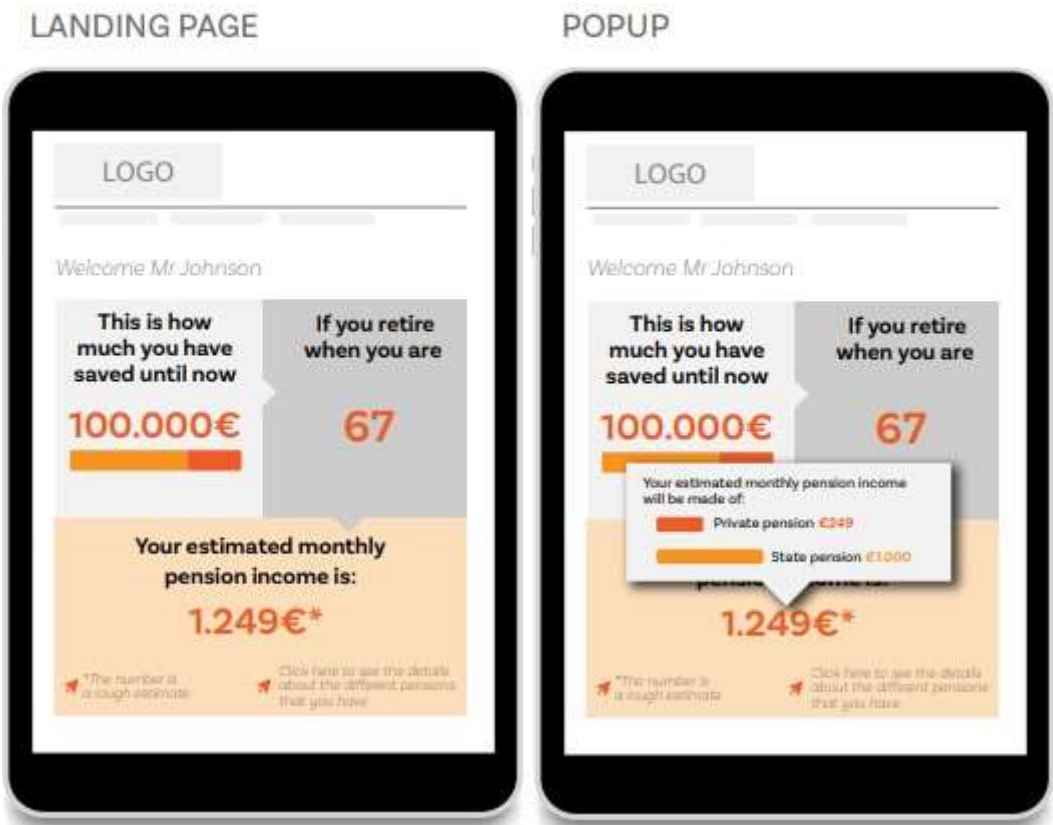 LANDING PAGE
LOGO
Welcome Mr Johnson
This is how
much you have
saved until now
100.000€
If you retire
when you are
67
Your estimated monthly
pension income is:
1.249€*
*The number is
a rough estimate
Click here to see the details
about the different pensions
that you have
POPUP
LOGO
Welcome Mr Johnson
This is how
much you have
saved until now
100.000€
If you retire
when you are
67
Your estimated monthly pension income
will be made of:
Private pension €249
State pension €1.000
1.249€*
*The number is
a rough estimate
Click here to see the details
about the different pensions
that you have